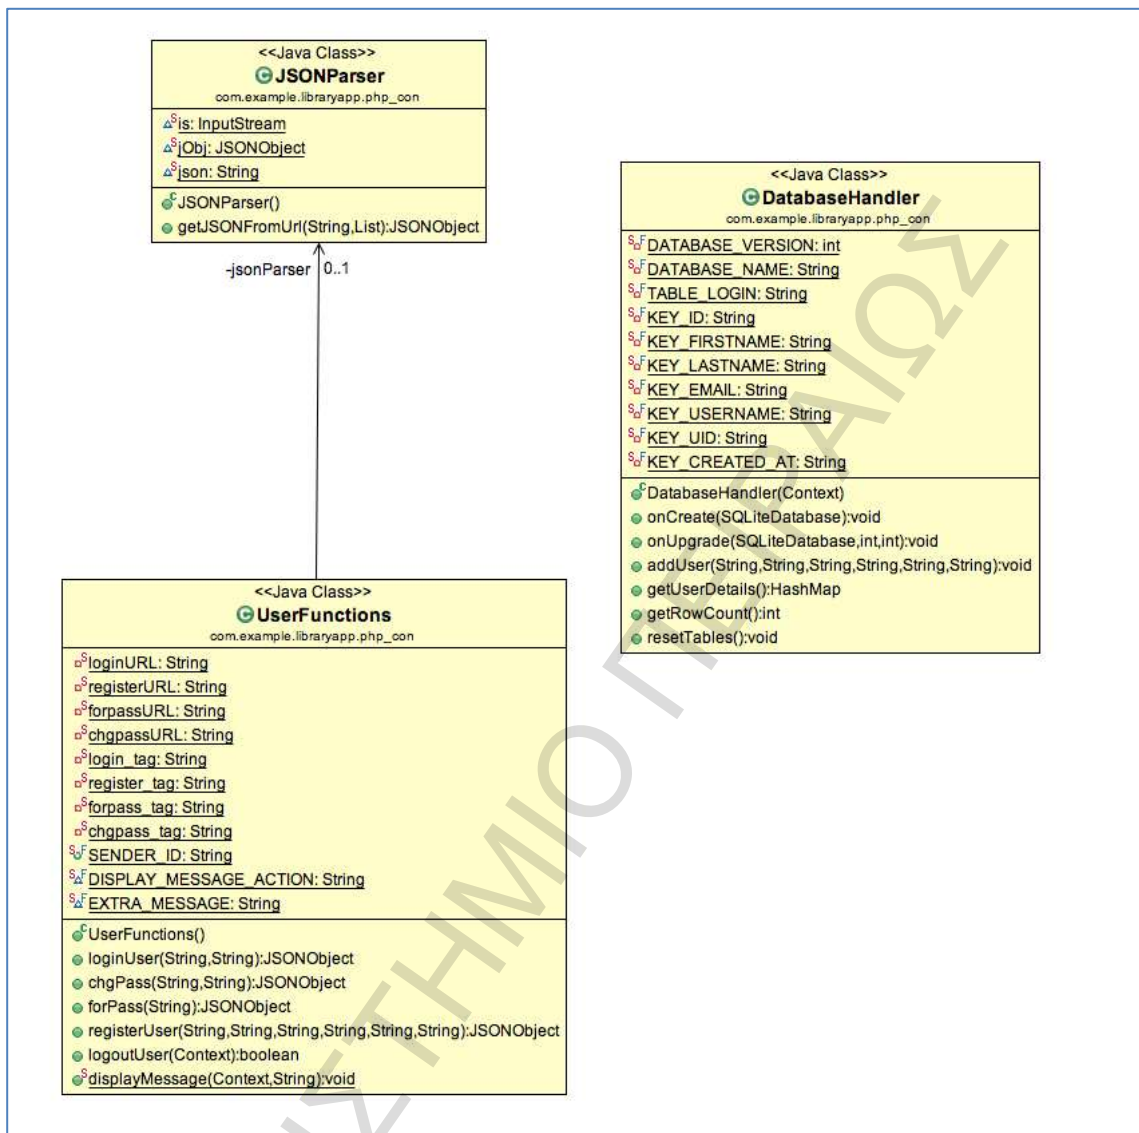 <<Java Class>>
JSONParser
com.example.libraryapp.php_con
is: InputStream
jObj: JSONObject
json: String
JSONParser()
getJSONFromUrl(String,List):JSONObject
-jsonParser 0..1
<<Java Class>>
UserFunctions
com.example.libraryapp.php_con
loginURL: String
registerURL: String
forpassURL: String
chgpassURL: String
login_tag: String
register_tag: String
forpass_tag: String
chgpass_tag: String
SENDER_ID: String
DISPLAY_MESSAGE_ACTION: String
EXTRA_MESSAGE: String
UserFunctions()
loginUser(String,String):JSONObject
chgPass(String,String):JSONObject
forPass(String):JSONObject
registerUser(String,String,String,String,String,String):JSONObject
logoutUser(Context):boolean
displayMessage(Context,String):void
<<Java Class>>
DatabaseHandler
com.example.libraryapp.php_con
DATABASE_VERSION: int
DATABASE_NAME: String
TABLE_LOGIN: String
KEY_ID: String
KEY_FIRSTNAME: String
KEY_LASTNAME: String
KEY_EMAIL: String
KEY_USERNAME: String
KEY_UID: String
KEY_CREATED_AT: String
DatabaseHandler(Context)
onCreate(SQLiteDatabase):void
onUpgrade(SQLiteDatabase,int,int):void
addUser(String,String,String,String,String,String):void
getUserDetails():HashMap
getRowCount():int
resetTables():void
ΠΕΙΡΑΙΩΣ